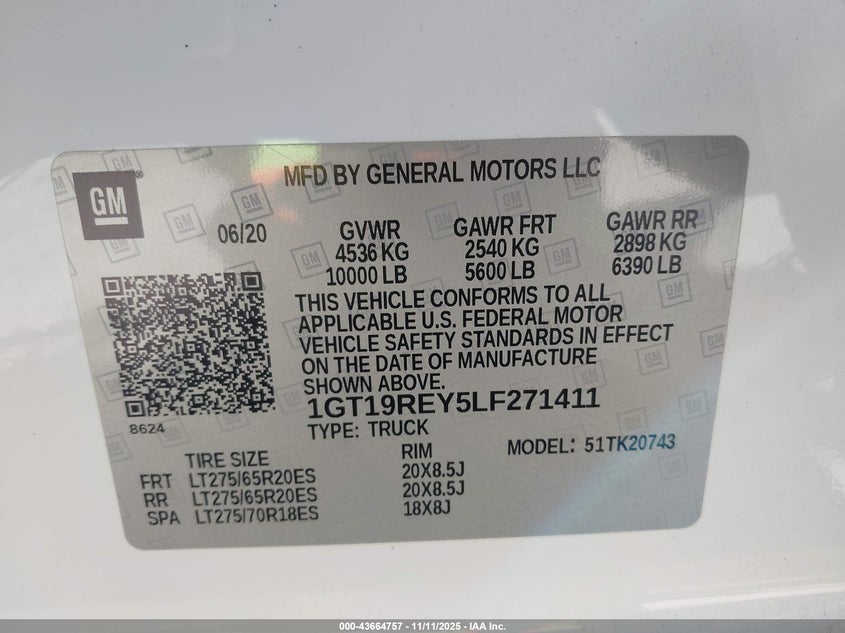 GM
MFD BY GENERAL MOTORS LLC
06/20
GVWR
4536 KG
10000 LB
GAWR FRT
2540 KG
5600 LB
GAWR RR
2898 KG
6390 LB
THIS VEHICLE CONFORMS TO ALL
APPLICABLE U.S. FEDERAL MOTOR
VEHICLE SAFETY STANDARDS IN EFFECT
ON THE DATE OF MANUFACTURE
SHOWN ABOVE.
8624
1GT19REY5LF271411
TYPE: TRUCK
MODEL: 51TK20743
TIRE SIZE RIM
FRT LT275/65R20ES 20X8.5J
RR LT275/65R20ES 20X8.5J
SPA LT275/70R18ES 18X8J
000-43664757 - 11/11/2025 - IAA Inc.